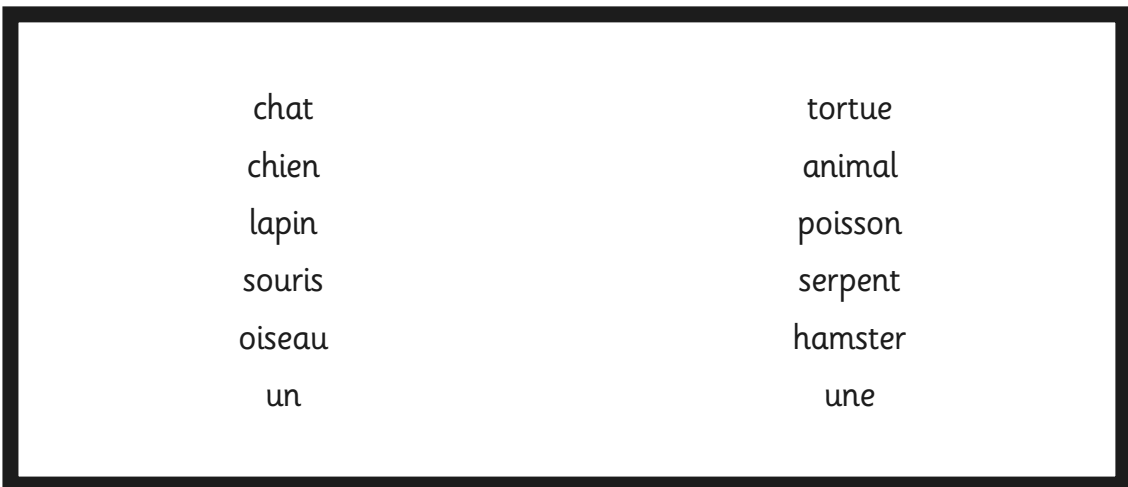 chat
chien
lapin
souris
oiseau
un
tortue
animal
poisson
serpent
hamster
une